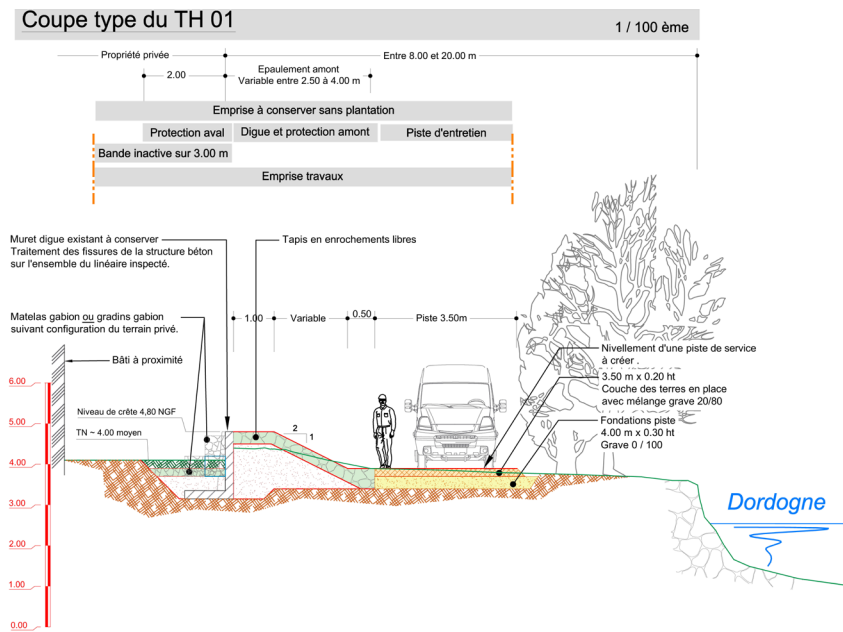 Coupe type du TH 01
1 / 100 ème
Propriété privée
Entre 8.00 et 20.00 m
2.00
Epaulement amont
Variable entre 2.50 à 4.00 m
Emprise à conserver sans plantation
Protection aval
Digue et protection amont
Piste d'entretien
Bande inactive sur 3.00 m
Emprise travaux
Muret digue existant à conserver
Traitement des fissures de la structure béton
sur l'ensemble du linéaire inspecté.
Tapis en enrochements libres
Matelas gabion ou gradins gabion
suivant configuration du terrain privé.
1.00
Variable
0.50
Piste 3.50m
Bâti à proximité
Nivellement d'une piste de service
à créer .
3.50 m x 0.20 ht
Couche des terres en place
avec mélange grave 20/80
Fondations piste
4.00 m x 0.30 ht
Grave 0 / 100
Niveau de crête 4,80 NGF
TN ~ 4.00 moyen
2
1
6.00
5.00
4.00
3.00
2.00
1.00
0.00
Dordogne